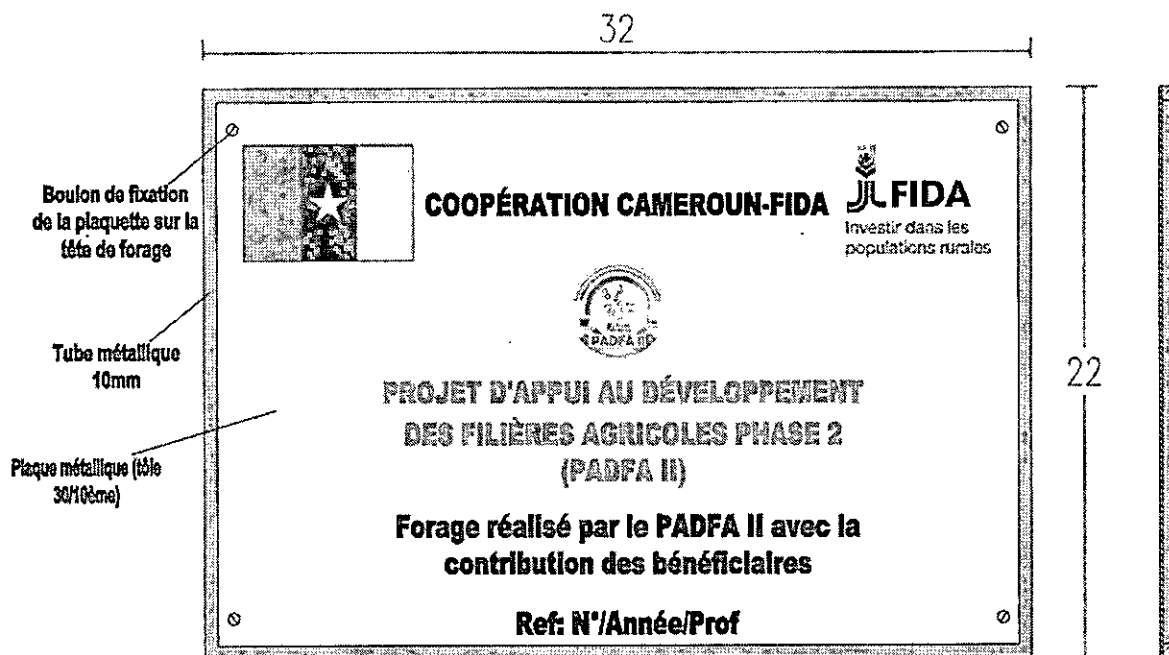 32
Boulon de fixation
de la plaquette sur la
tête de forage
COOPÉRATION CAMEROUN-FIDA
FIDA
Investir dans les
populations rurales
PADFA II
Tube métallique
10mm
22
PROJET D'APPUI AU DÉVELOPPEMENT
DES FILIÈRES AGRICOLES PHASE 2
(PADFA II)
Plaque métallique (tôle
30/10ème)
Forage réalisé par le PADFA II avec la
contribution des bénéficiaires
Ref: N°/Année/Prof